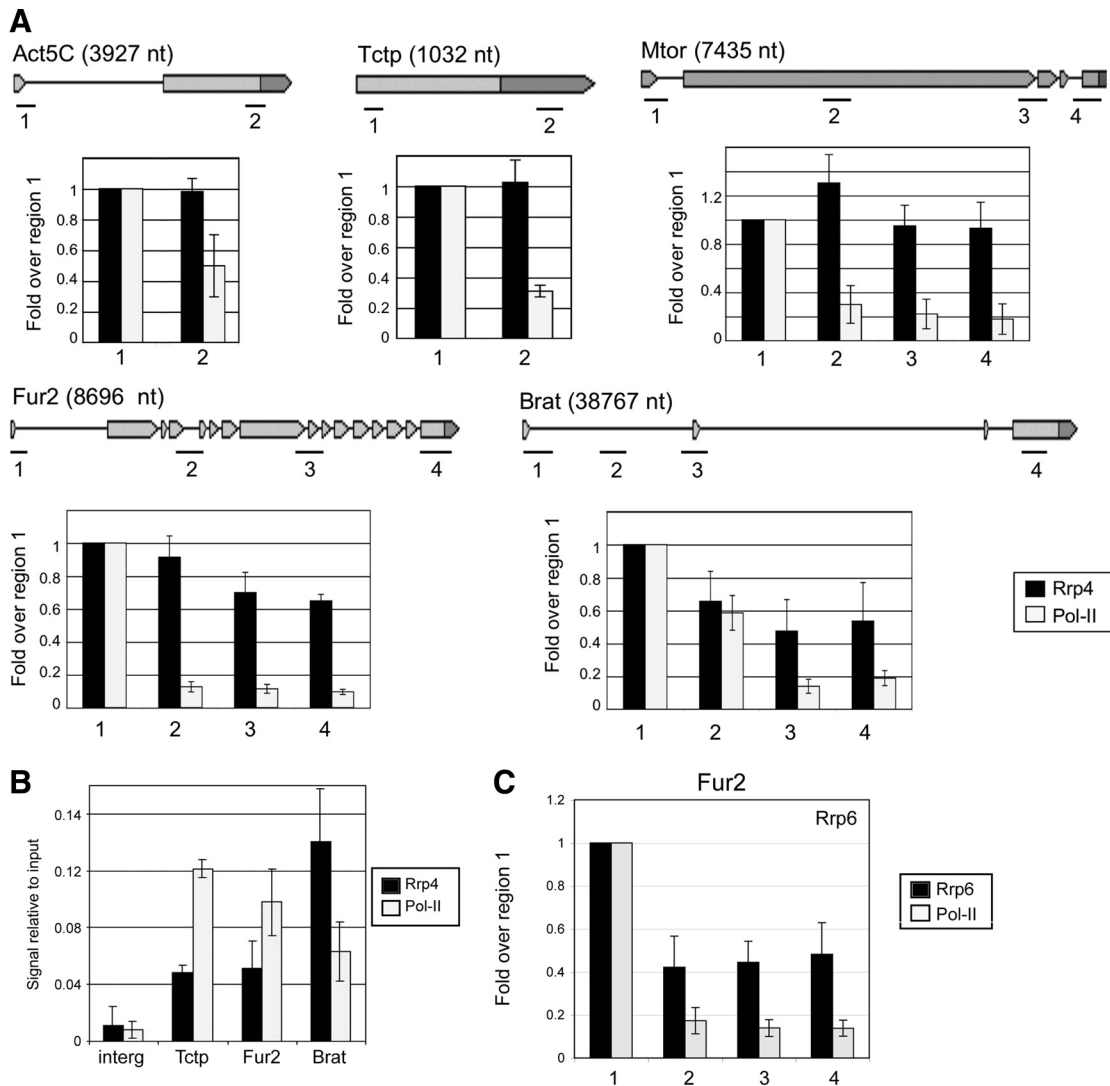 A
Act5C (3927 nt)
Tctp (1032 nt)
Mtor (7435 nt)
1 2
1 2
1 2 3 4
Fold over region 1
1
0.8
0.6
0.4
0.2
0
1 2
Fold over region 1
1
0.8
0.6
0.4
0.2
0
1 2
Fold over region 1
1.2
0.8
0.4
0
1 2 3 4
Fur2 (8696 nt)
Brat (38767 nt)
1 2 3 4
1 2 3 4
Fold over region 1
1
0.8
0.6
0.4
0.2
0
1 2 3 4
Fold over region 1
1
0.8
0.6
0.4
0.2
0
1 2 3 4
Rrp4
Pol-II
B
Signal relative to input
0.14
0.12
0.08
0.04
0
interg Tctp Fur2 Brat
Rrp4
Pol-II
C
Fur2
Rrp6
Fold over region 1
1.2
1
0.8
0.6
0.4
0.2
0
1 2 3 4
Rrp6
Pol-II